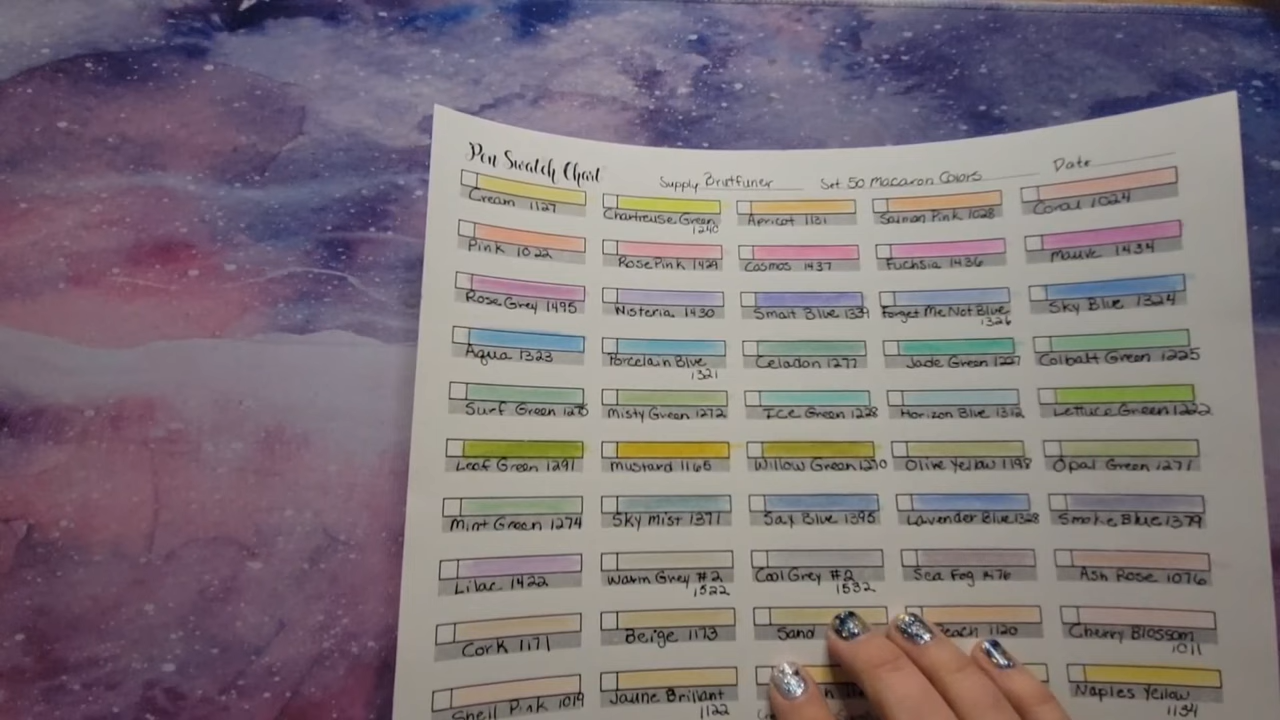 Pen Swatch Chart
Supply Brutfuner Set 50 Macaron Colors Date
Cream 1127
Chartreuse Green 1240
Apricot 1131
Salmon Pink 1028
Coral 1024
Pink 1022
Rose Pink 1429
Cosmos 1437
Fuchsia 1436
Mauve 1434
Rose Grey 1495
Wisteria 1430
Smalt Blue 1339
Forget Me Not Blue 1326
Sky Blue 1324
Aqua 1323
Porcelain Blue 1321
Celadon 1277
Jade Green 1227
Colbalt Green 1225
Surf Green 1276
Misty Green 1272
Ice Green 1228
Horizon Blue 1312
Lettuce Green 1222
Leaf Green 1291
Mustard 1165
Willow Green 1270
Olive Yellow 1198
Opal Green 1271
Mint Green 1274
Sky Mist 1371
Sax Blue 1395
Lavender Blue 1328
Smoke Blue 1379
Lilac 1422
Warm Grey #2 1522
Cool Grey #2 1532
Sea Fog
Ash Rose 1076
Cork 1171
Beige 1173
Sand
each 1120
Cherry Blossom 1011
Shell Pink 1019
Jaune Brillant 1122
Naples Yellow 1134